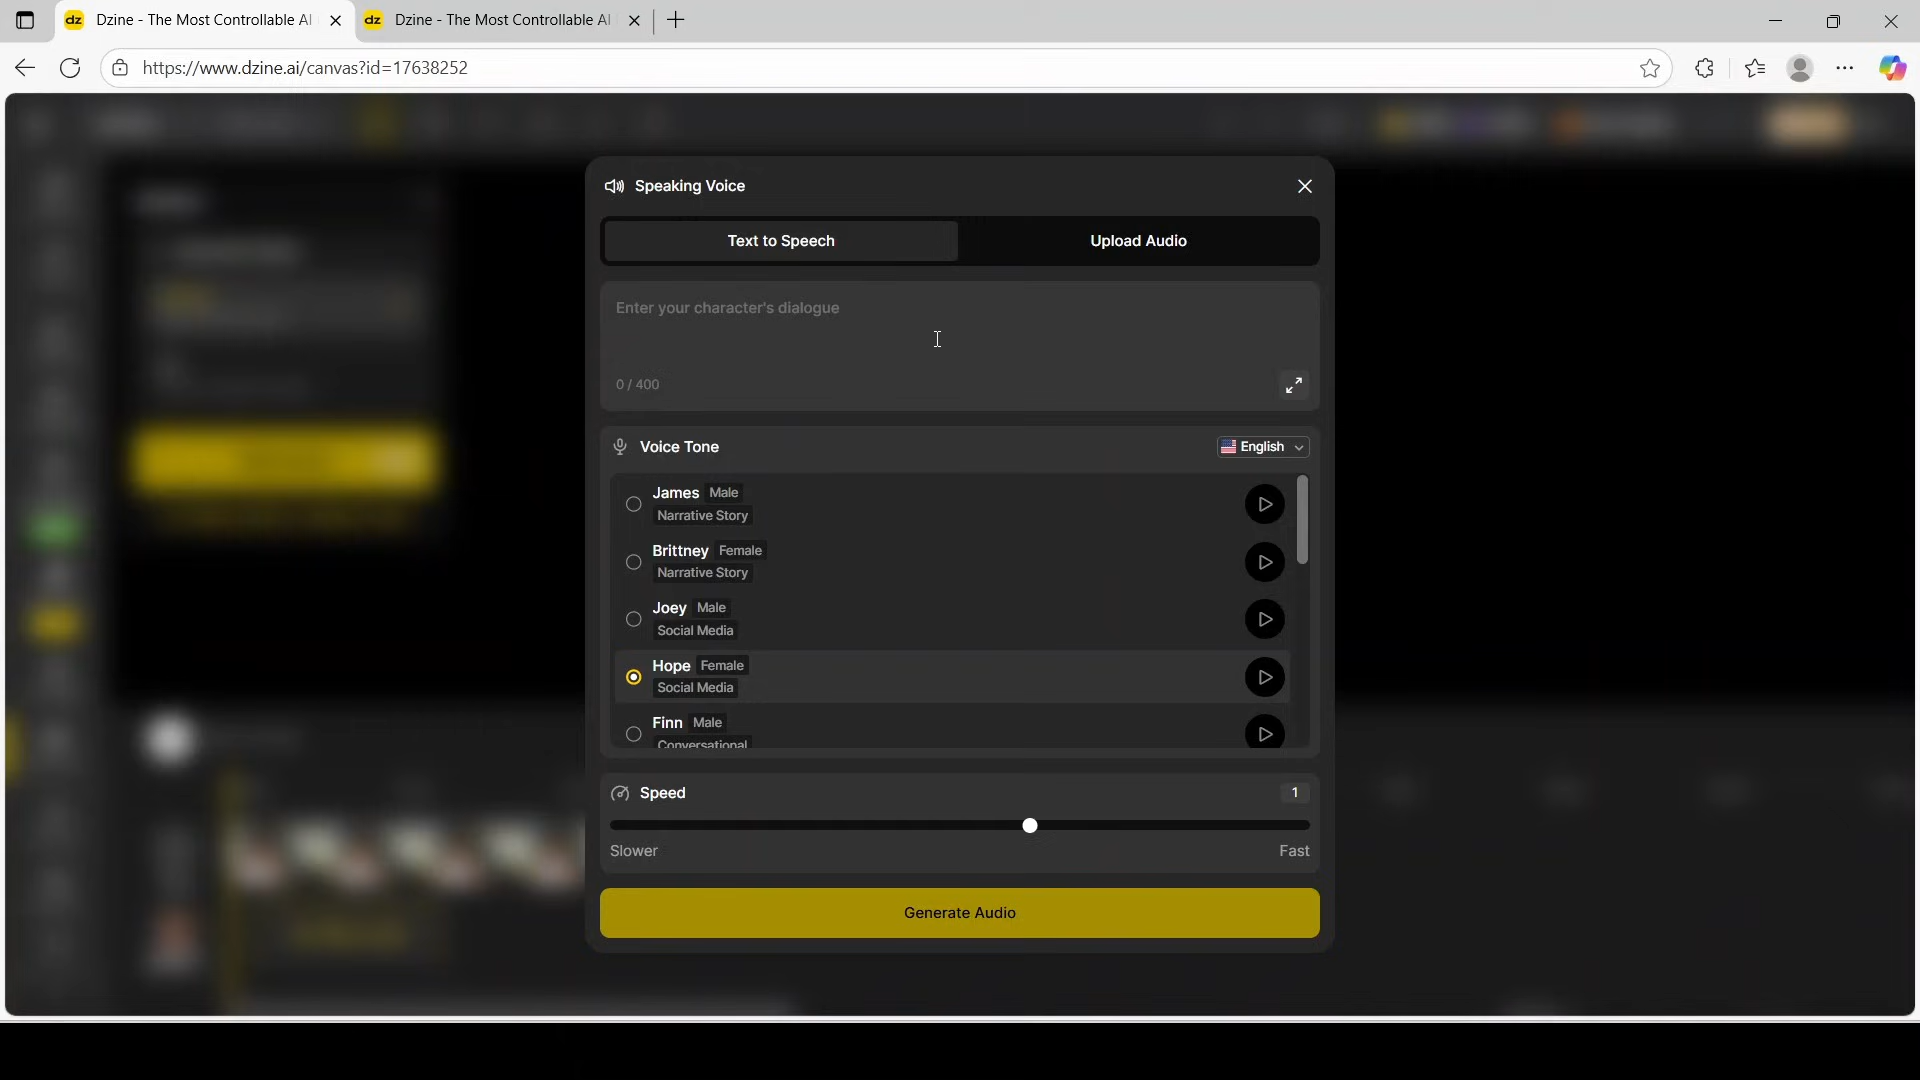 Dzine - The Most Controllable AI
Dzine - The Most Controllable AI
https://www.dzine.ai/canvas?id=17638252
Speaking Voice
Text to Speech
Upload Audio
Enter your character's dialogue
0 / 400
Voice Tone
English
James Male
Narrative Story
Brittney Female
Narrative Story
Joey Male
Social Media
Hope Female
Social Media
Finn Male
Conversational
Speed
1
Slower
Fast
Generate Audio